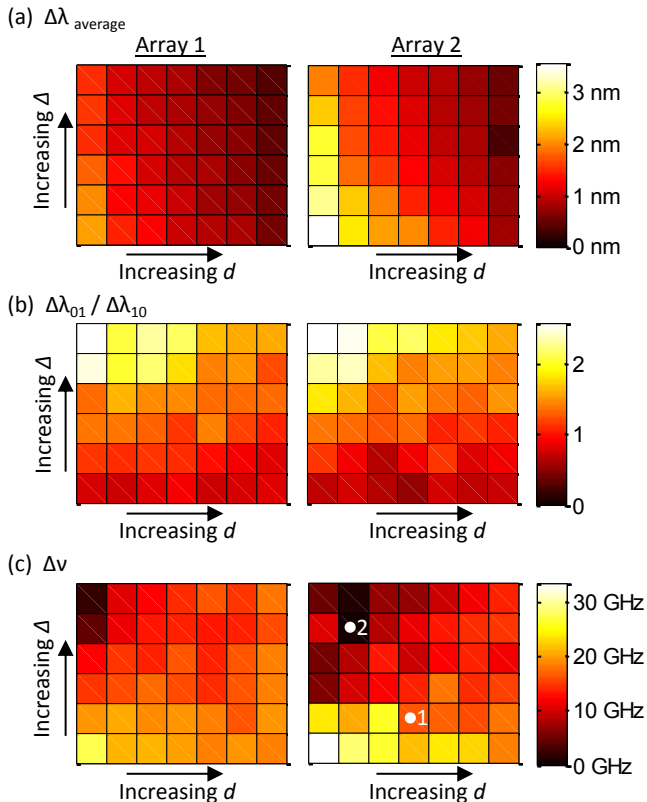 (a) Δλ average
Array 1
Array 2
Increasing Δ
3 nm
2 nm
1 nm
0 nm
Increasing d
Increasing d
(b) Δλ01 / Δλ10
Increasing Δ
2
1
0
Increasing d
Increasing d
(c) Δν
Increasing Δ
2
1
30 GHz
20 GHz
10 GHz
0 GHz
Increasing d
Increasing d